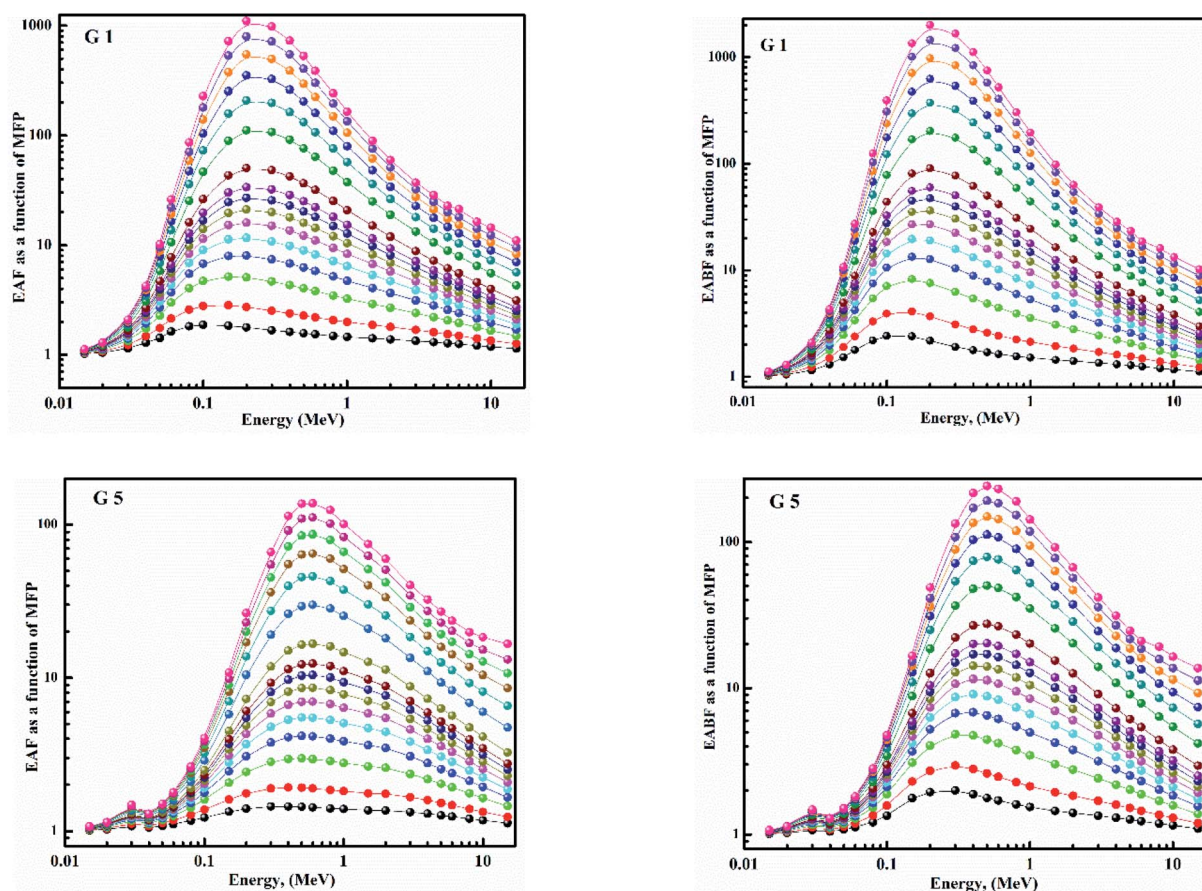 G 1
EAF as a function of MFP
1000
100
10
1
0.01
0.1
1
10
Energy (MeV)
G 1
EABF as a function of MFP
1000
100
10
1
0.01
0.1
1
10
Energy, (MeV)
G 5
EAF as a function of MFP
100
10
1
0.01
0.1
1
10
Energy, (MeV)
G 5
EABF as a function of MFP
100
10
1
0.01
0.1
1
10
Energy, (MeV)